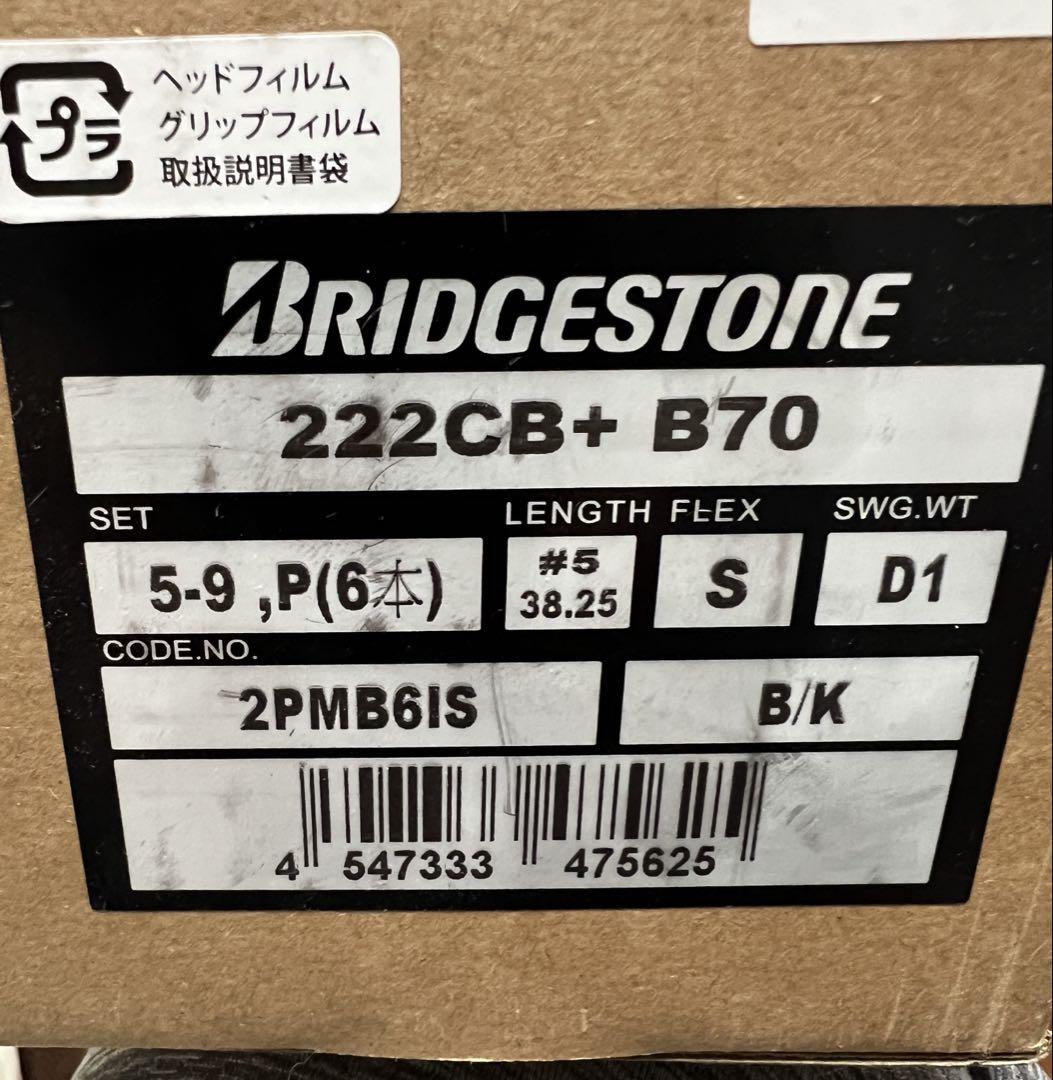 プラ
ヘッドフィルム
グリップフィルム
取扱説明書袋
BRIDGESTONE
222CB+ B70
SET LENGTH FLEX SWG.WT
5-9 ,P(6本) #5 38.25 S D1
CODE.NO.
2PMB6IS B/K
4 547333 475625